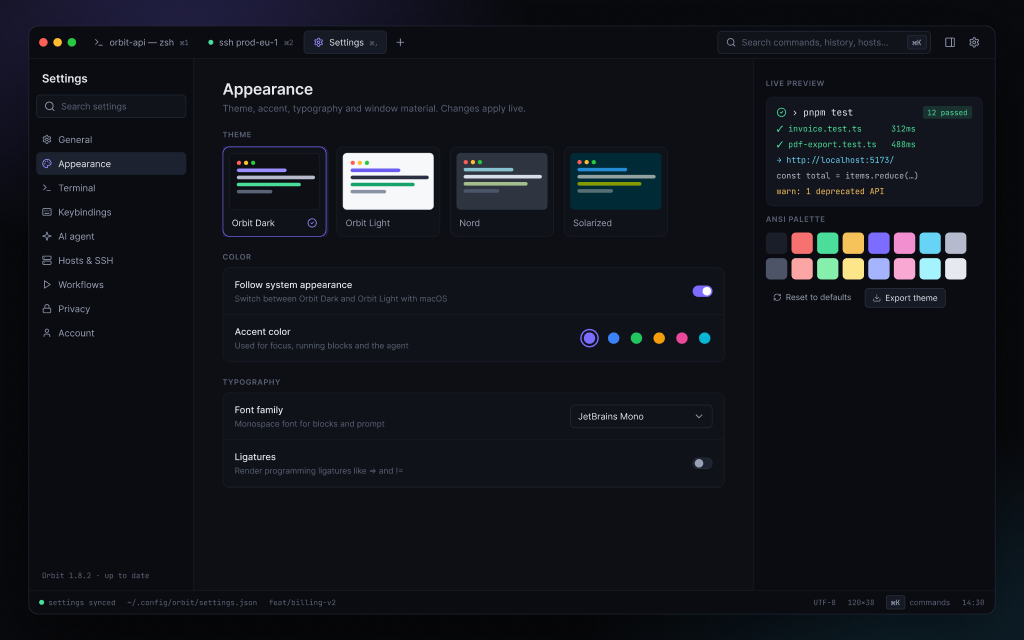 orbit-api — zsh ⌘1
ssh prod-eu-1 ⌘2
Settings ⌘,
Search commands, history, hosts... ⌘K
Settings
Search settings
General
Appearance
Terminal
Keybindings
AI agent
Hosts & SSH
Workflows
Privacy
Account
Orbit 1.8.2 · up to date
Appearance
Theme, accent, typography and window material. Changes apply live.
THEME
Orbit Dark
Orbit Light
Nord
Solarized
COLOR
Follow system appearance
Switch between Orbit Dark and Orbit Light with macOS
Accent color
Used for focus, running blocks and the agent
TYPOGRAPHY
Font family
Monospace font for blocks and prompt
JetBrains Mono
Ligatures
Render programming ligatures like => and !=
LIVE PREVIEW
› pnpm test 12 passed
✓ invoice.test.ts 312ms
✓ pdf-export.test.ts 488ms
→ http://localhost:5173/
const total = items.reduce(…)
warn: 1 deprecated API
ANSI PALETTE
Reset to defaults
Export theme
settings synced ~/.config/orbit/settings.json feat/billing-v2
UTF-8 120×38 ⌘K commands 14:30